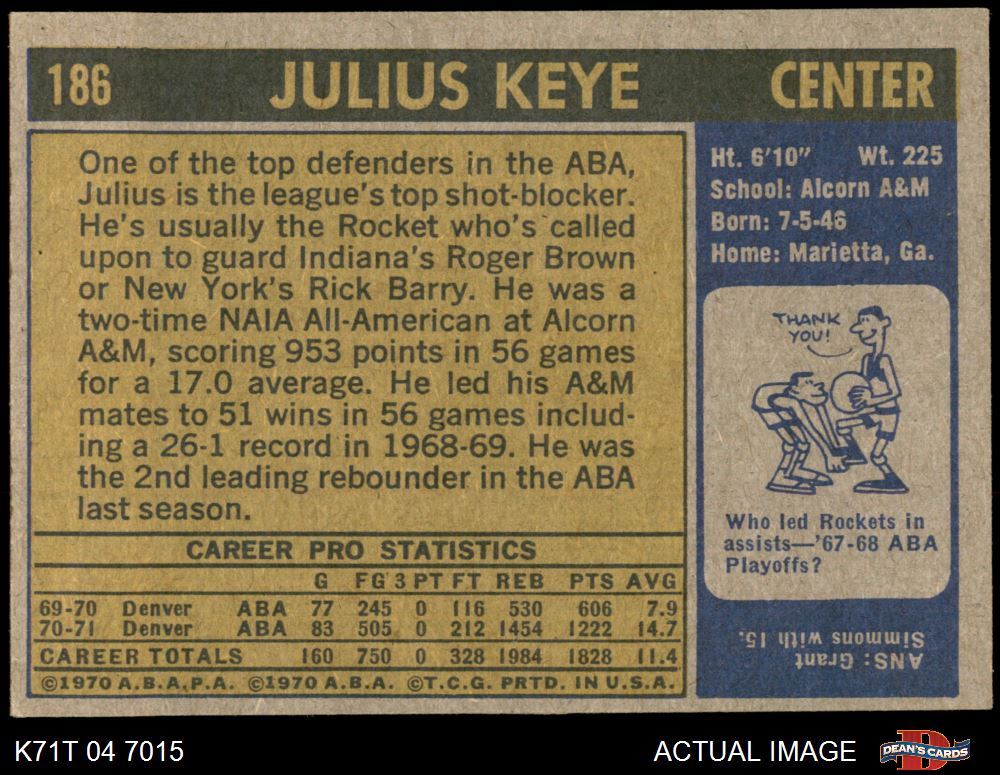 186 JULIUS KEYE CENTER
One of the top defenders in the ABA,
Julius is the league's top shot-blocker.
He's usually the Rocket who's called
upon to guard Indiana's Roger Brown
or New York's Rick Barry. He was a
two-time NAIA All-American at Alcorn
A&M, scoring 953 points in 56 games
for a 17.0 average. He led his A&M
mates to 51 wins in 56 games includ-
ing a 26-1 record in 1968-69. He was
the 2nd leading rebounder in the ABA
last season.
CAREER PRO STATISTICS
G FG 3 PT FT REB PTS AVG
69-70 Denver ABA 77 245 0 116 530 606 7.9
70-71 Denver ABA 83 505 0 212 1454 1222 14.7
CAREER TOTALS 160 750 0 328 1984 1828 11.4
©1970 A.B.A.P.A. ©1970 A.B.A. ©T.C.G. PRTD. IN U.S.A.
Ht. 6'10" Wt. 225
School: Alcorn A&M
Born: 7-5-46
Home: Marietta, Ga.
THANK
YOU!
Who led Rockets in
assists—'67-68 ABA
Playoffs?
ANS: Grant
Simmons with 15.
K71T 04 7015
ACTUAL IMAGE
D
DEAN'S CARDS